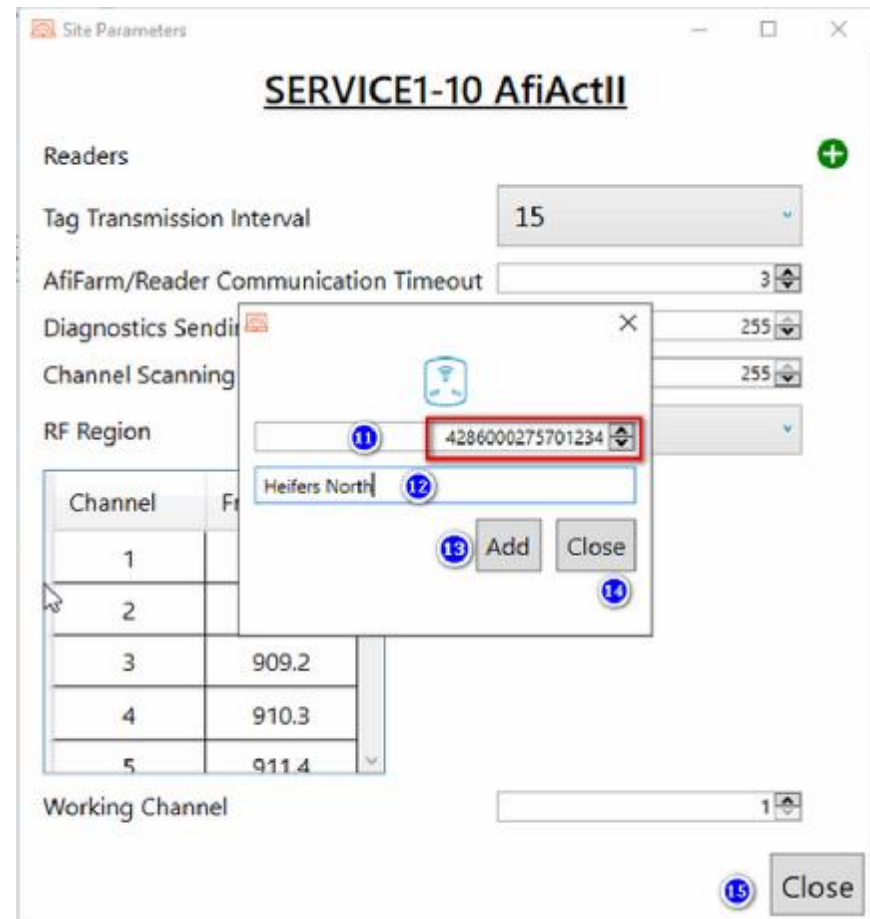 Site Parameters
SERVICE1-10 AfiActII
Readers
Tag Transmission Interval 15
AfiFarm/Reader Communication Timeout 3
Diagnostics Sendin 255
Channel Scanning 255
RF Region
11 4286000275701234
Heifers North 12
13 Add Close
14
Channel Fr
1
2
3 909.2
4 910.3
5 911.4
Working Channel 1
15 Close